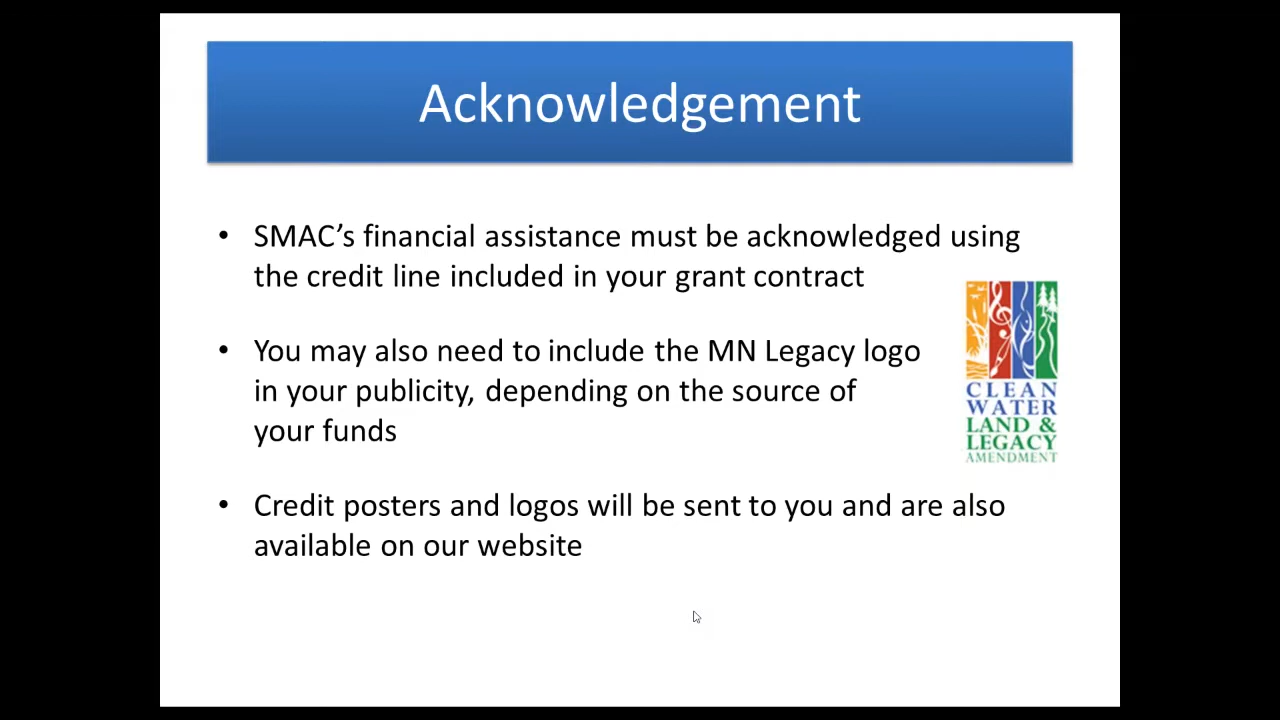 Acknowledgement
• SMAC’s financial assistance must be acknowledged using
the credit line included in your grant contract
• You may also need to include the MN Legacy logo
in your publicity, depending on the source of
your funds
CLEAN
WATER
LAND &
LEGACY
AMENDMENT
• Credit posters and logos will be sent to you and are also
available on our website